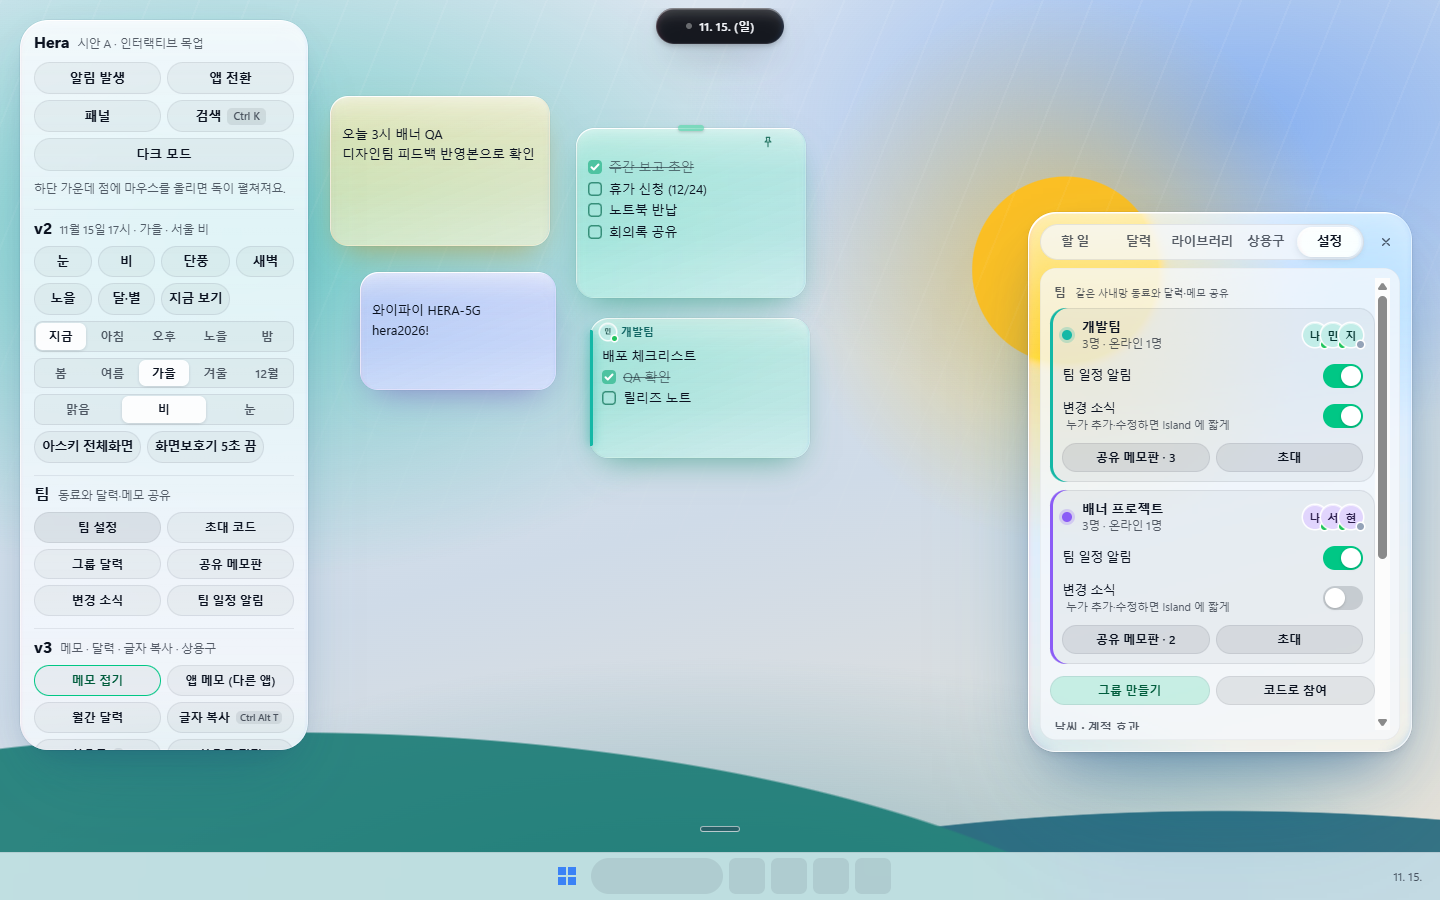 Hera 시안 A · 인터랙티브 목업
알림 발생
앱 전환
패널
검색 Ctrl K
다크 모드
하단 가운데 점에 마우스를 올리면 독이 펼쳐져요.
v2 11월 15일 17시 · 가을 · 서울 비
눈
비
단풍
새벽
노을
달·별
지금 보기
지금
아침
오후
노을
밤
봄
여름
가을
겨울
12월
맑음
비
눈
아스키 전체화면
화면보호기 5초 끔
팀 동료와 달력·메모 공유
팀 설정
초대 코드
그룹 달력
공유 메모판
변경 소식
팀 일정 알림
v3 메모 · 달력 · 글자 복사 · 상용구
메모 접기
앱 메모 (다른 앱)
월간 달력
글자 복사 Ctrl Alt T
11. 15. (일)
오늘 3시 배너 QA
디자인팀 피드백 반영본으로 확인
주간 보고 초안
휴가 신청 (12/24)
노트북 반납
회의록 공유
와이파이 HERA-5G
hera2026!
민 개발팀
배포 체크리스트
QA 확인
릴리즈 노트
할 일
달력
라이브러리
상용구
설정
팀 같은 사내망 동료와 달력·메모 공유
개발팀
3명 · 온라인 1명
나 민 지
팀 일정 알림
변경 소식
누가 추가·수정하면 Island 에 짧게
공유 메모판 · 3
초대
배너 프로젝트
3명 · 온라인 1명
나 서 현
팀 일정 알림
변경 소식
누가 추가·수정하면 Island 에 짧게
공유 메모판 · 2
초대
그룹 만들기
코드로 참여
날씨 · 계절 효과
11. 15.